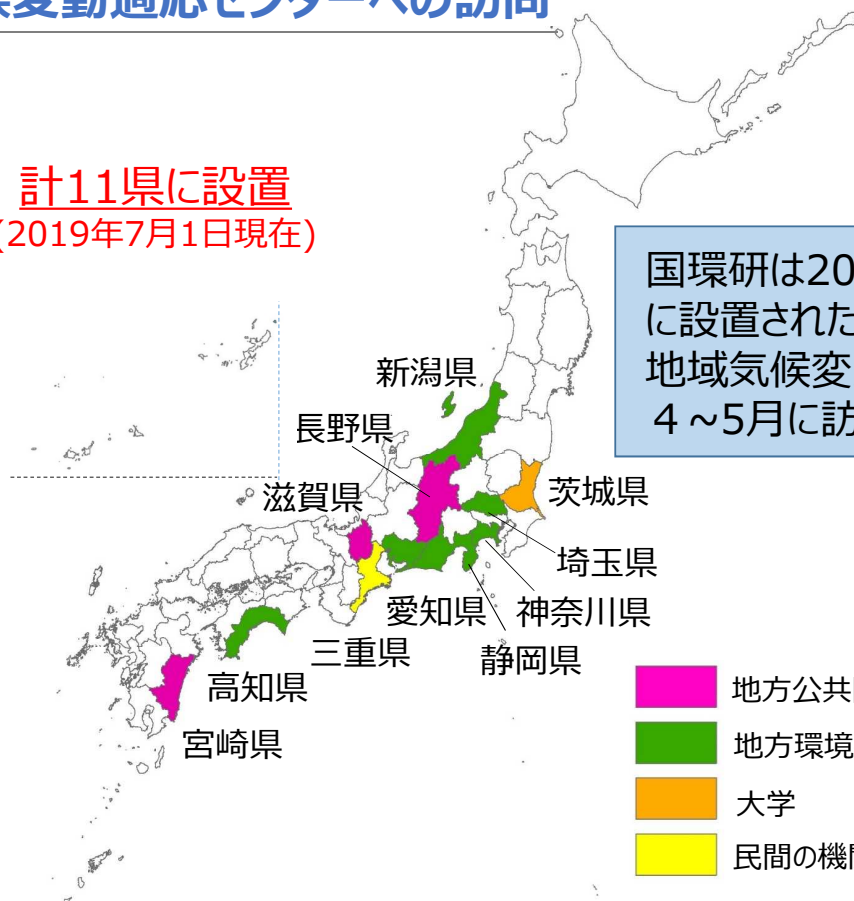 候変動適応センターへの訪問
計11県に設置
(2019年7月1日現在)
国環研は20
に設置された
地域気候変
4～5月に訪
新潟県
長野県
滋賀県
茨城県
埼玉県
愛知県
神奈川県
三重県
静岡県
高知県
宮崎県
地方公共
地方環境
大学
民間の機関